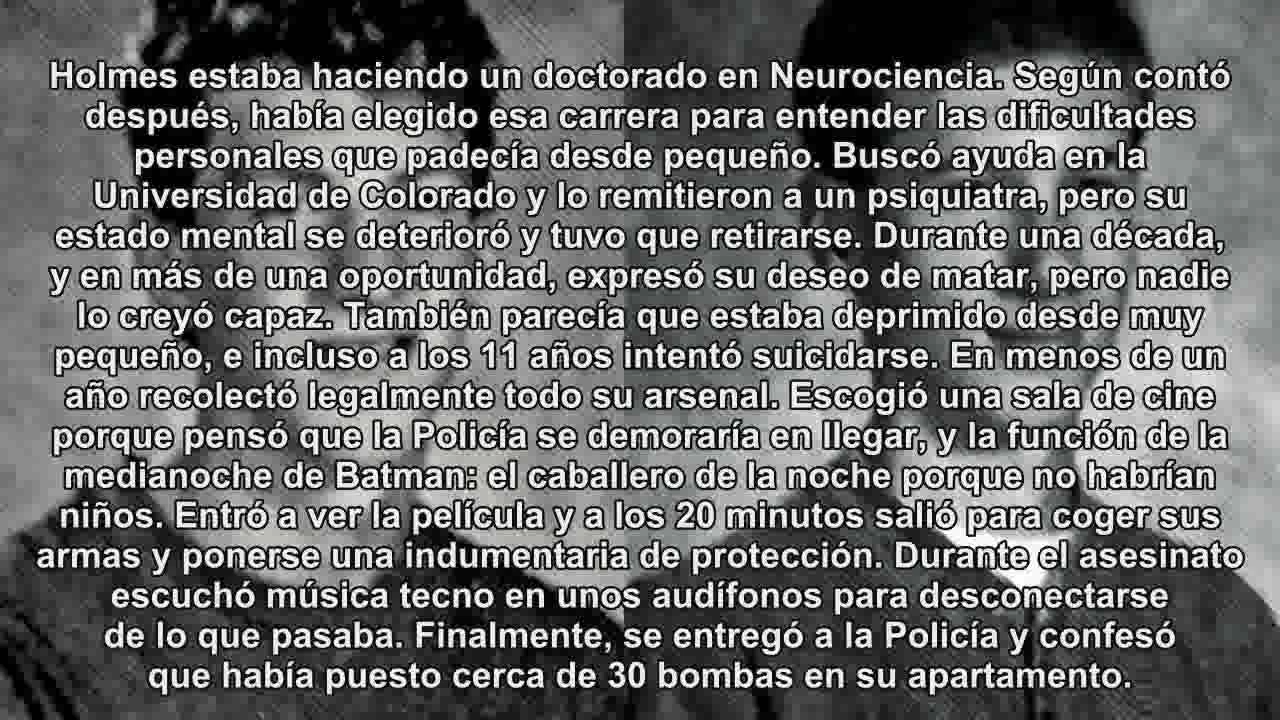 Holmes estaba haciendo un doctorado en Neurociencia. Según contó
después, había elegido esa carrera para entender las dificultades
personales que padecía desde pequeño. Buscó ayuda en la
Universidad de Colorado y lo remitieron a un psiquiatra, pero su
estado mental se deterioró y tuvo que retirarse. Durante una década,
y en más de una oportunidad, expresó su deseo de matar, pero nadie
lo creyó capaz. También parecía que estaba deprimido desde muy
pequeño, e incluso a los 11 años intentó suicidarse. En menos de un
año recolectó legalmente todo su arsenal. Escogió una sala de cine
porque pensó que la Policía se demoraría en llegar, y la función de la
medianoche de Batman: el caballero de la noche porque no habrían
niños. Entró a ver la película y a los 20 minutos salió para coger sus
armas y ponerse una indumentaria de protección. Durante el asesinato
escuchó música tecno en unos audífonos para desconectarse
de lo que pasaba. Finalmente, se entregó a la Policía y confesó
que había puesto cerca de 30 bombas en su apartamento.